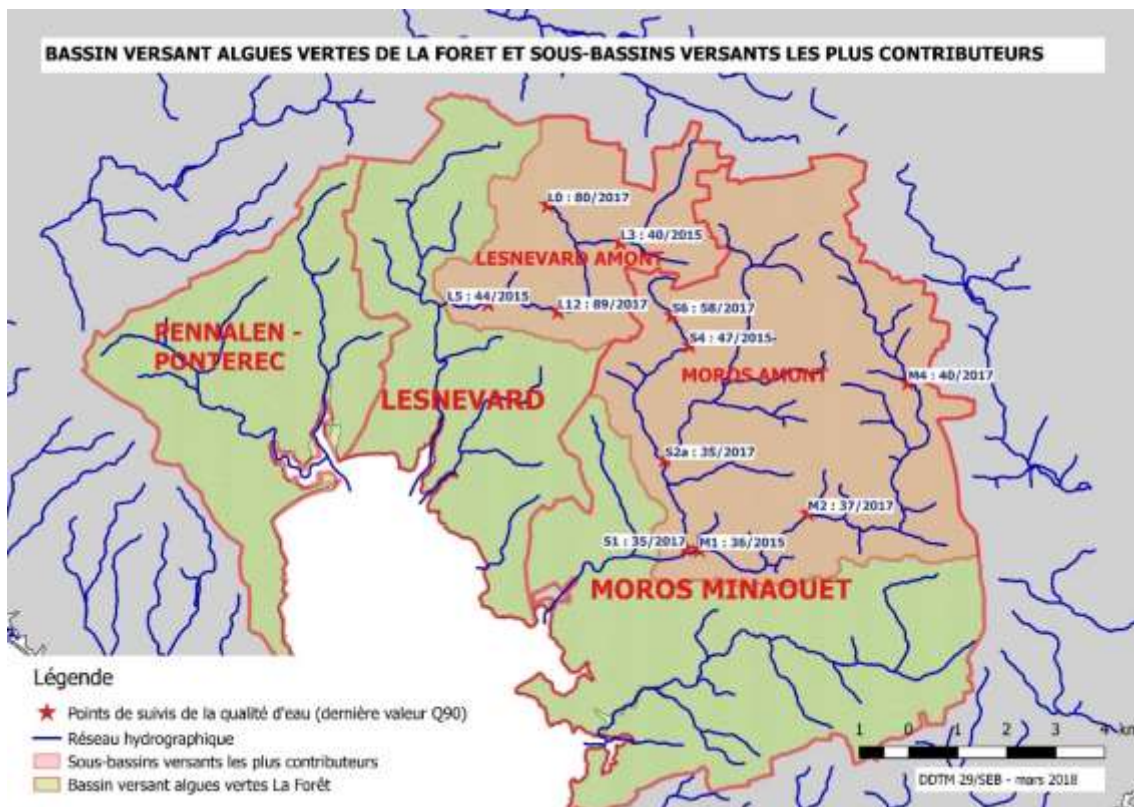 BASSIN VERSANT ALGUES VERTES DE LA FORET ET SOUS-BASSINS VERSANTS LES PLUS CONTRIBUTEURS
L0 : 80/2017
L3 : 40/2015
LESNEVARD AMONT
L5 : 44/2015
L12 : 89/2017
S6 : 58/2017
S4 : 47/2015
PENNALEN -
PONTEREC
MOROS AMONT
M4 : 40/2017
LESNEVARD
S2a : 35/2017
M2 : 37/2017
S1 : 35/2017
M1 : 36/2015
MOROS MINAOUET
Légende
Points de suivis de la qualité d'eau (dernière valeur Q90)
Réseau hydrographique
Sous-bassins versants les plus contributeurs
Bassin versant algues vertes La Forêt
1 0 1 2 3 4 km
DDTM 29/SEB - mars 2018